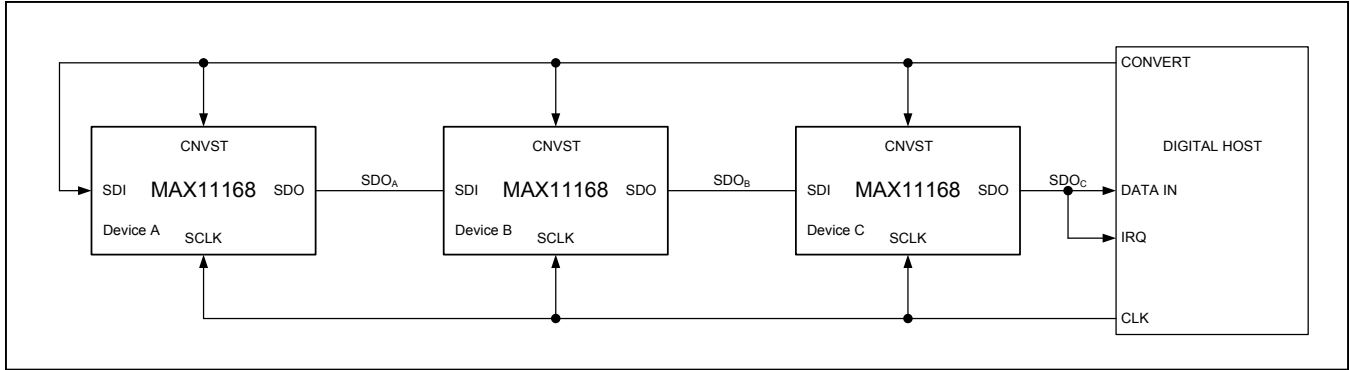 CONVERT
CNVST
CNVST
CNVST
DIGITAL HOST
SDI MAX11168 SDO
SDO_A
SDI MAX11168 SDO
SDO_B
SDI MAX11168 SDO
SDO_C
DATA IN
Device A
SCLK
Device B
SCLK
Device C
SCLK
IRQ
CLK